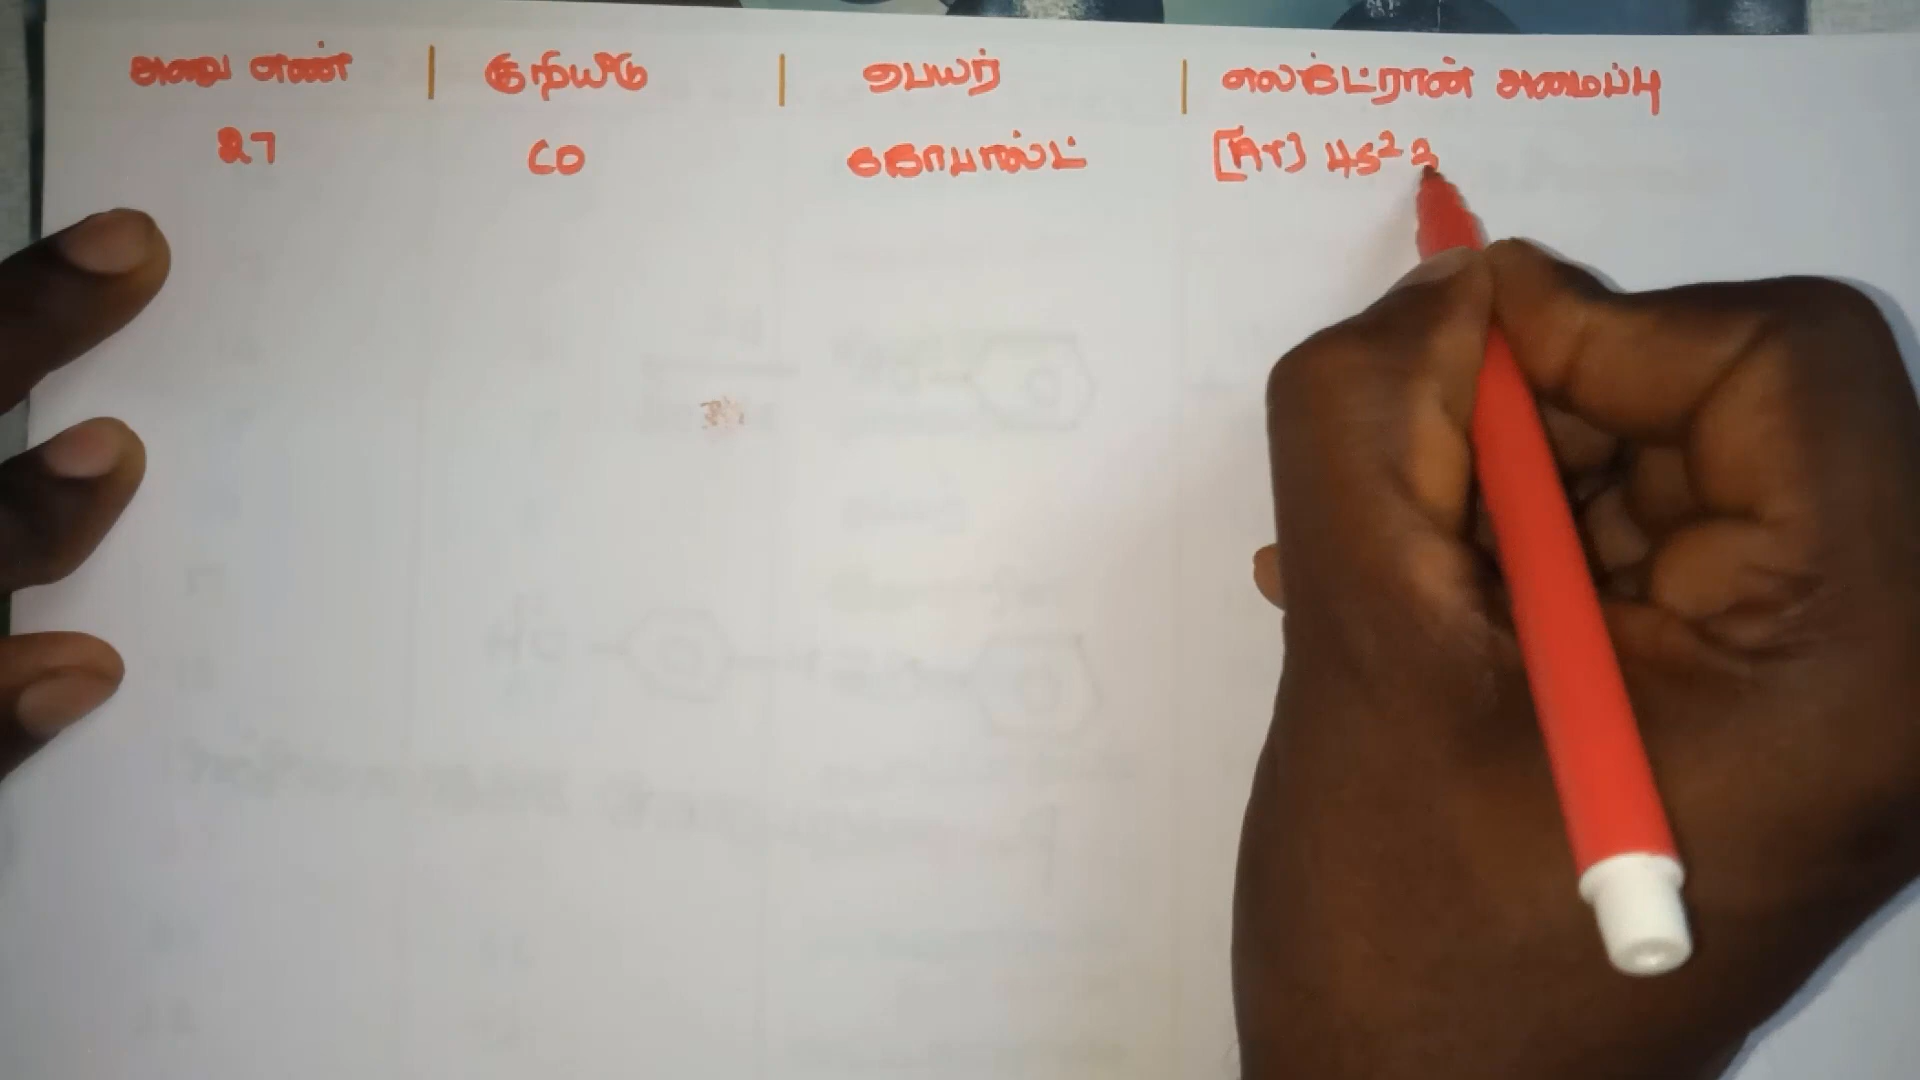 அணு எண் | குறியீடு | பெயர் | எலக்ட்ரான் அமைப்பு
27 CO கோபால்ட் [Ar] 4s² 3